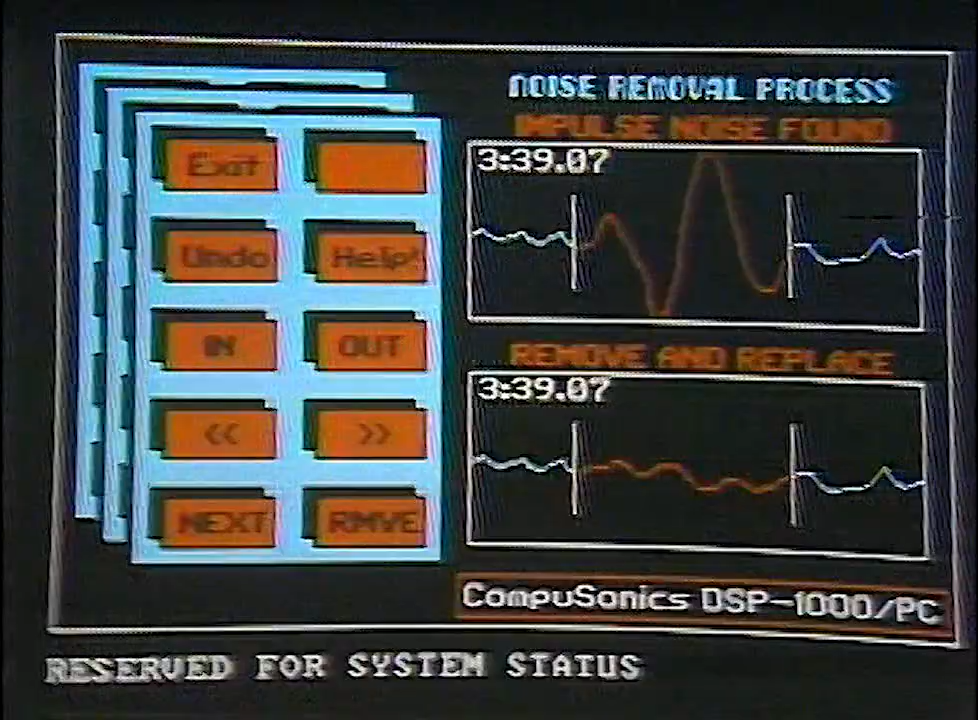 Exit
Undo Help!
IN OUT
<< >>
NEXT RMVE
NOISE REMOVAL PROCESS
IMPULSE NOISE FOUND
3:39.07
REMOVE AND REPLACE
3:39.07
CompuSonics DSP-1000/PC
RESERVED FOR SYSTEM STATUS